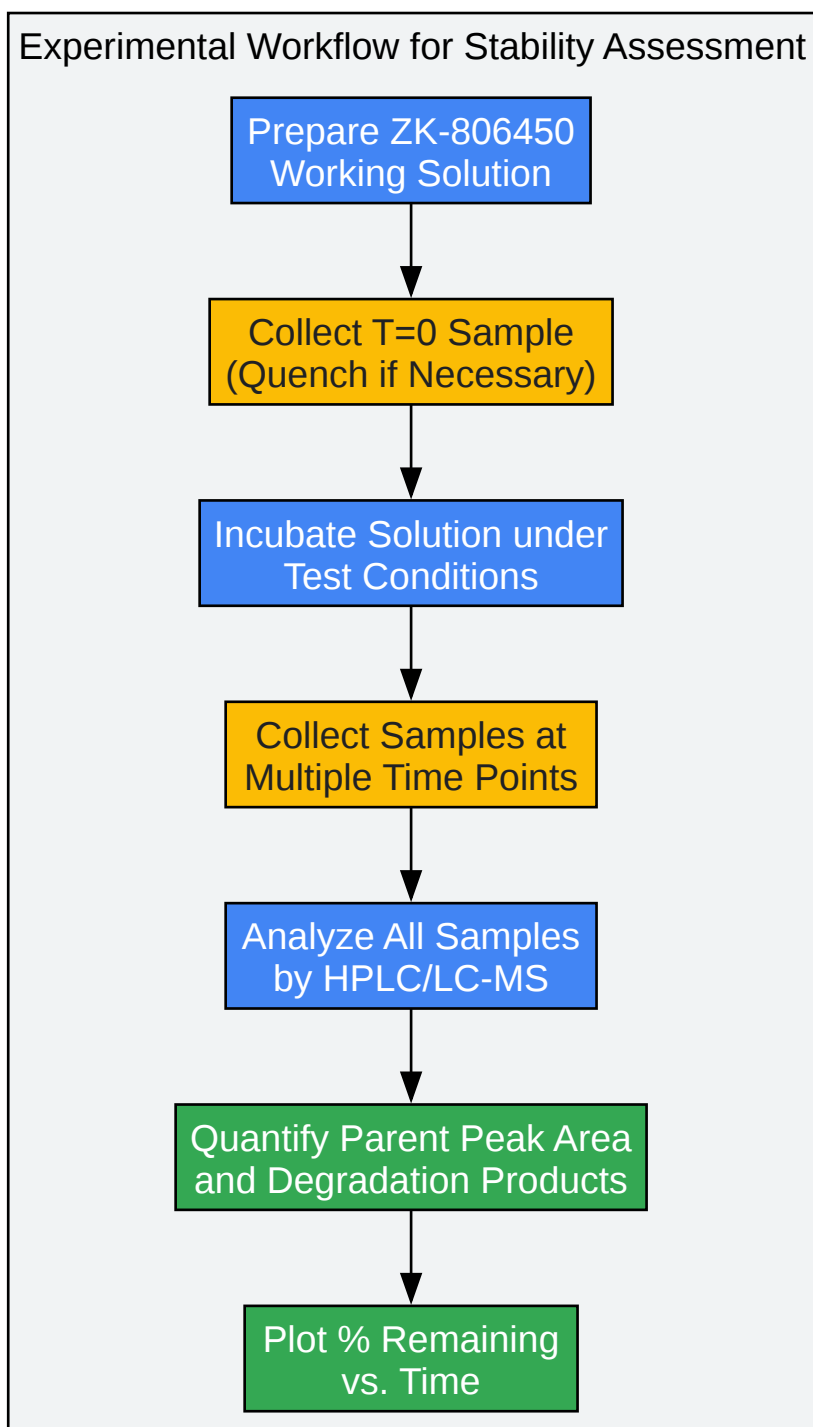 Experimental Workflow for Stability Assessment
Prepare ZK-806450
Working Solution
Collect T=0 Sample
(Quench if Necessary)
Incubate Solution under
Test Conditions
Collect Samples at
Multiple Time Points
Analyze All Samples
by HPLC/LC-MS
Quantify Parent Peak Area
and Degradation Products
Plot % Remaining
vs. Time